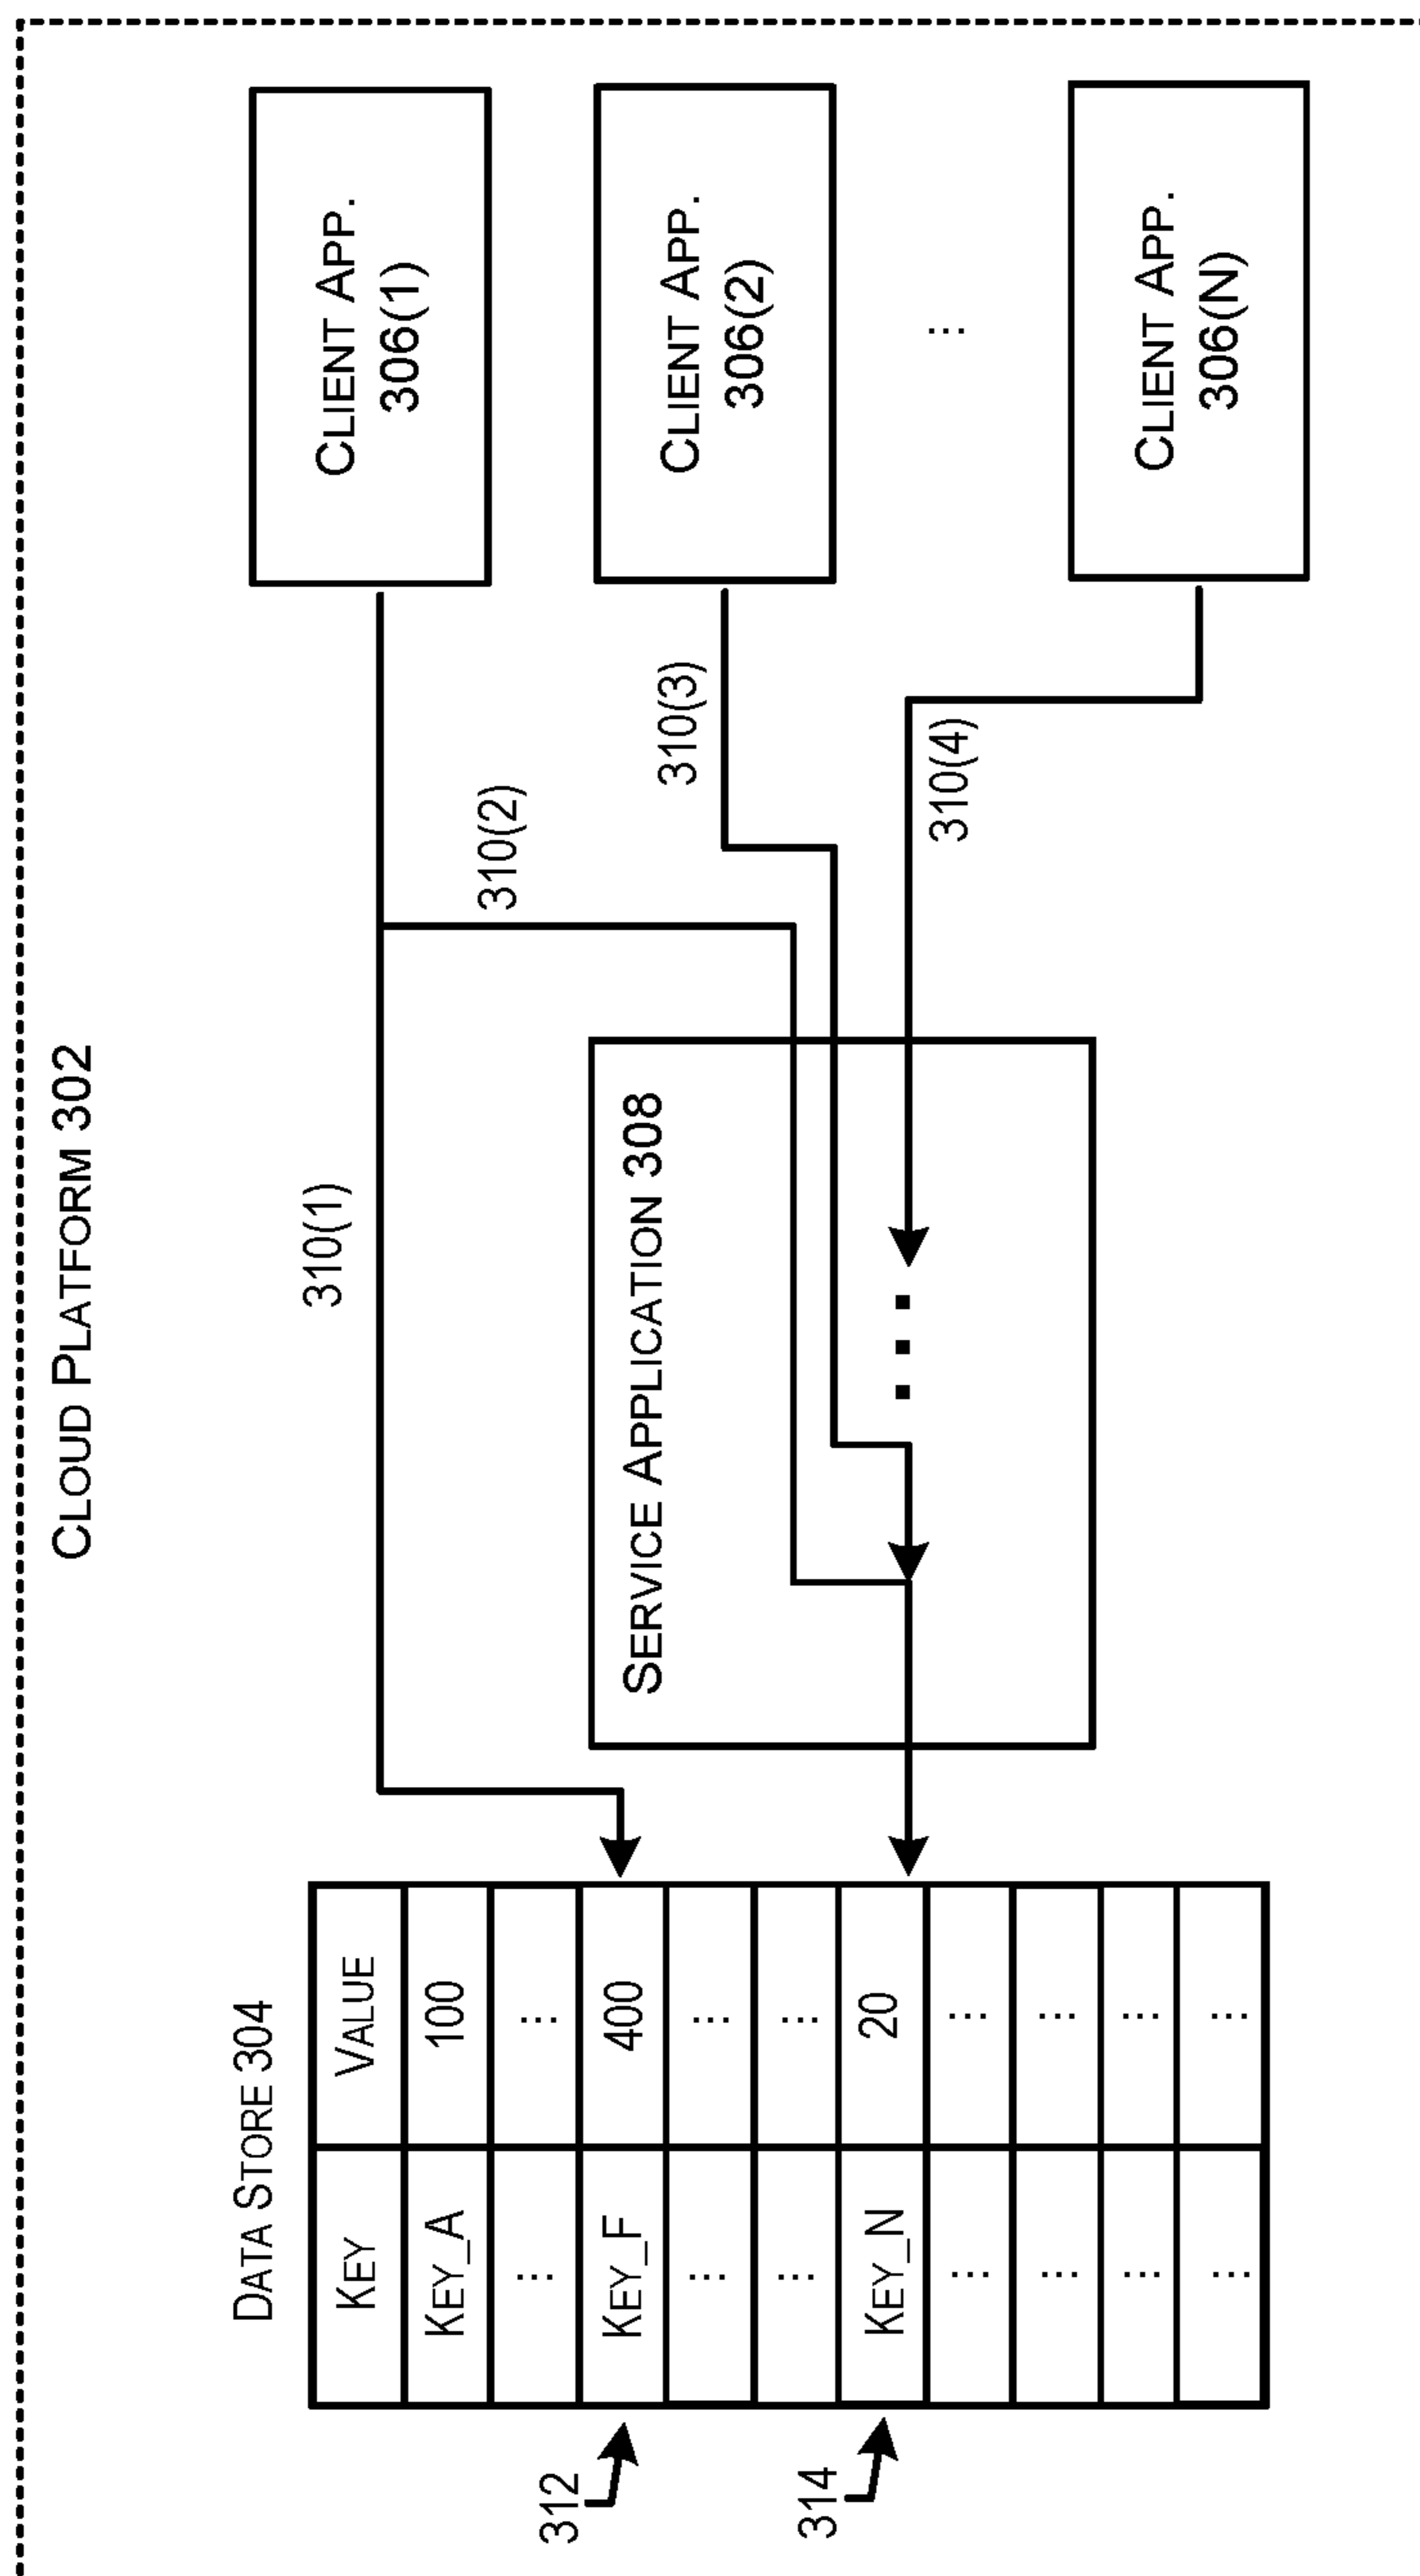 CLOUD PLATFORM 302
DATA STORE 304
KEY VALUE
KEY_A 100
... ...
KEY_F 400
... ...
... ...
KEY_N 20
... ...
... ...
... ...
... ...
312
314
310(1)
310(2)
310(3)
310(4)
SERVICE APPLICATION 308
...
CLIENT APP.
306(1)
CLIENT APP.
306(2)
...
CLIENT APP.
306(N)